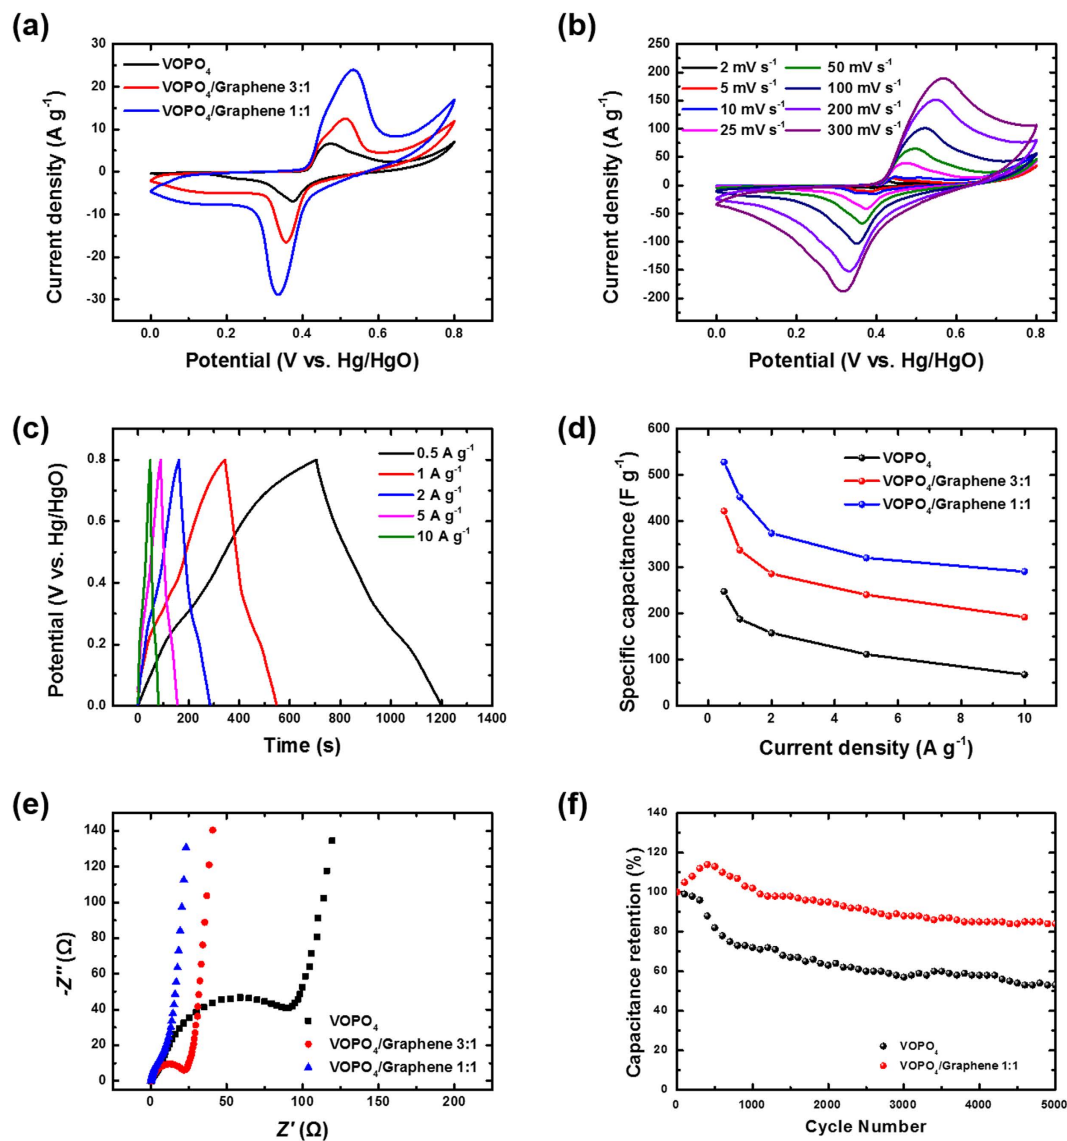 (a)
30
20
10
0
-10
-20
-30
0.0 0.2 0.4 0.6 0.8
Current density (A g⁻¹)
Potential (V vs. Hg/HgO)
VOPO₄
VOPO₄/Graphene 3:1
VOPO₄/Graphene 1:1
(b)
250
200
150
100
50
0
-50
-100
-150
-200
0.0 0.2 0.4 0.6 0.8
Current density (A g⁻¹)
Potential (V vs. Hg/HgO)
2 mV s⁻¹ 50 mV s⁻¹
5 mV s⁻¹ 100 mV s⁻¹
10 mV s⁻¹ 200 mV s⁻¹
25 mV s⁻¹ 300 mV s⁻¹
(c)
1.0
0.8
0.6
0.4
0.2
0.0
0 200 400 600 800 1000 1200 1400
Potential (V vs. Hg/HgO)
Time (s)
0.5 A g⁻¹
1 A g⁻¹
2 A g⁻¹
5 A g⁻¹
10 A g⁻¹
(d)
600
500
400
300
200
100
0
0 2 4 6 8 10
Specific capacitance (F g⁻¹)
Current density (A g⁻¹)
VOPO₄
VOPO₄/Graphene 3:1
VOPO₄/Graphene 1:1
(e)
140
120
100
80
60
40
20
0
0 50 100 150 200
-Z'' (Ω)
Z' (Ω)
VOPO₄
VOPO₄/Graphene 3:1
VOPO₄/Graphene 1:1
(f)
140
120
100
80
60
40
20
0
0 1000 2000 3000 4000 5000
Capacitance retention (%)
Cycle Number
VOPO₄
VOPO₄/Graphene 1:1